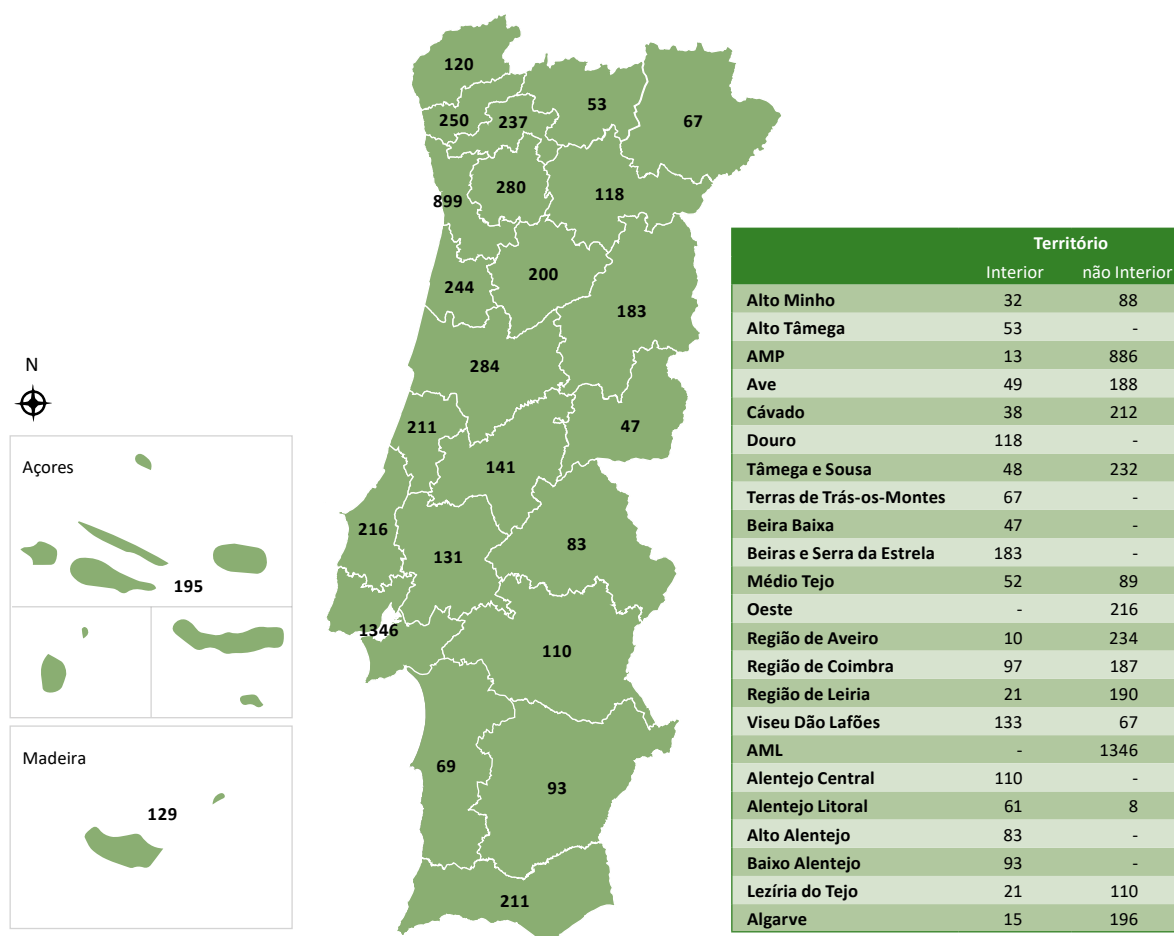 120
53
67
250
237
280
118
899
200
244
183
284
N
211
47
141
Açores
216
131
83
195
1346
110
Madeira
69
93
129
211
Território
Interior não Interior
Alto Minho 32 88
Alto Tâmega 53 -
AMP 13 886
Ave 49 188
Cávado 38 212
Douro 118 -
Tâmega e Sousa 48 232
Terras de Trás-os-Montes 67 -
Beira Baixa 47 -
Beiras e Serra da Estrela 183 -
Médio Tejo 52 89
Oeste - 216
Região de Aveiro 10 234
Região de Coimbra 97 187
Região de Leiria 21 190
Viseu Dão Lafões 133 67
AML - 1346
Alentejo Central 110 -
Alentejo Litoral 61 8
Alto Alentejo 83 -
Baixo Alentejo 93 -
Lezíria do Tejo 21 110
Algarve 15 196